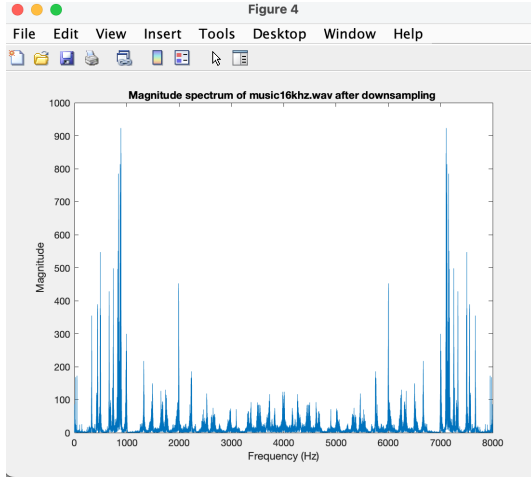 Figure 4
File Edit View Insert Tools Desktop Window Help
Magnitude spectrum of music16khz.wav after downsampling
1000
900
800
700
600
500
400
300
200
100
0
Magnitude
0 1000 2000 3000 4000 5000 6000 7000 8000
Frequency (Hz)